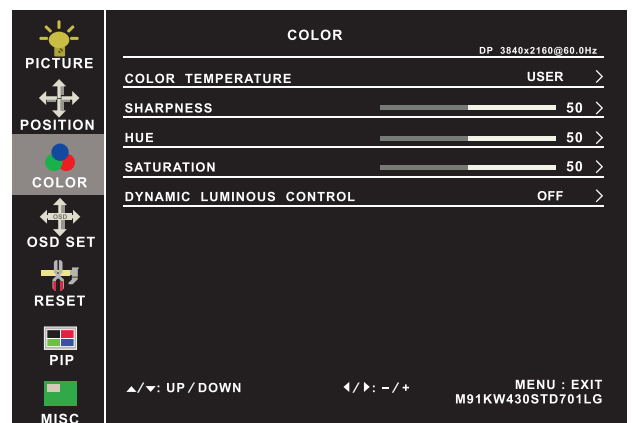 COLOR
DP 3840x2160@60.0Hz
PICTURE
POSITION
COLOR
OSD
OSD SET
RESET
PIP
MISC
COLOR TEMPERATURE USER
SHARPNESS 50
HUE 50
SATURATION 50
DYNAMIC LUMINOUS CONTROL OFF
▲/▼: UP / DOWN ◀/▶: – / + MENU : EXIT
M91KW430STD701LG